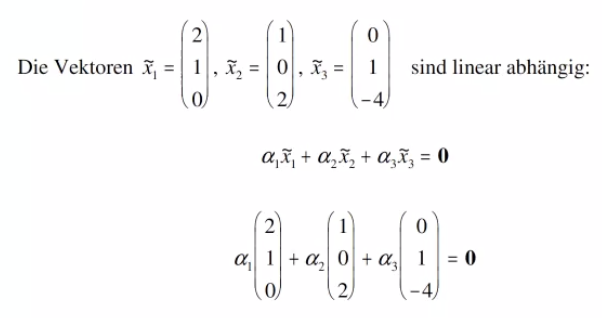 Die Vektoren x̃₁ = (2 1 0), x̃₂ = (1 0 2), x̃₃ = (0 1 −4) sind linear abhängig:
α₁x̃₁ + α₂x̃₂ + α₃x̃₃ = 0
α₁(2 1 0) + α₂(1 0 2) + α₃(0 1 −4) = 0